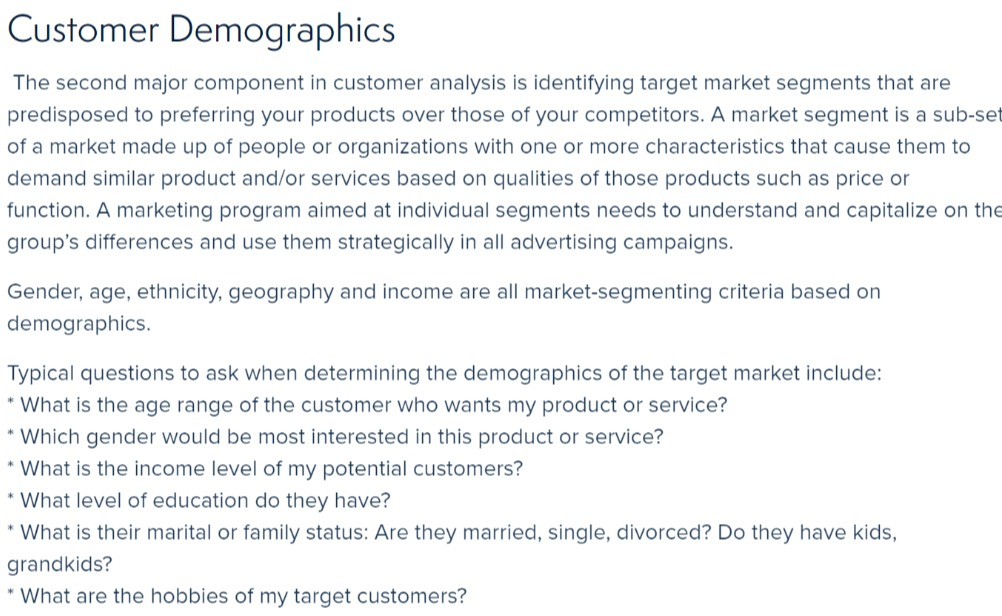 Customer Demographics
The second major component in customer analysis is identifying target market segments that are
predisposed to preferring your products over those of your competitors. A market segment is a sub-set
of a market made up of people or organizations with one or more characteristics that cause them to
demand similar product and/or services based on qualities of those products such as price or
function. A marketing program aimed at individual segments needs to understand and capitalize on the
group's differences and use them strategically in all advertising campaigns.
Gender, age, ethnicity, geography and income are all market-segmenting criteria based on
demographics.
Typical questions to ask when determining the demographics of the target market include:
* What is the age range of the customer who wants my product or service?
* Which gender would be most interested in this product or service?
* What is the income level of my potential customers?
* What level of education do they have?
* What is their marital or family status: Are they married, single, divorced? Do they have kids,
grandkids?
* What are the hobbies of my target customers?